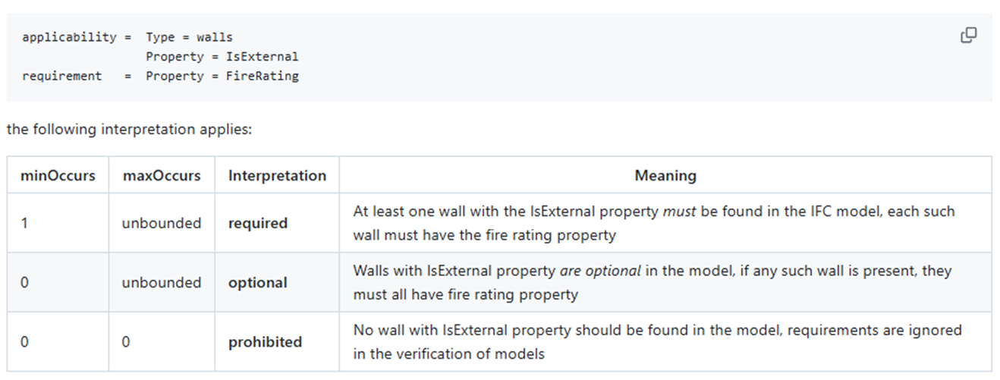 applicability =  Type = walls
                 Property = IsExternal
requirement   =  Property = FireRating
the following interpretation applies:
minOccurs maxOccurs Interpretation Meaning
1 unbounded required At least one wall with the IsExternal property must be found in the IFC model, each such
wall must have the fire rating property
0 unbounded optional Walls with IsExternal property are optional in the model, if any such wall is present, they
must all have fire rating property
0 0 prohibited No wall with IsExternal property should be found in the model, requirements are ignored
in the verification of models